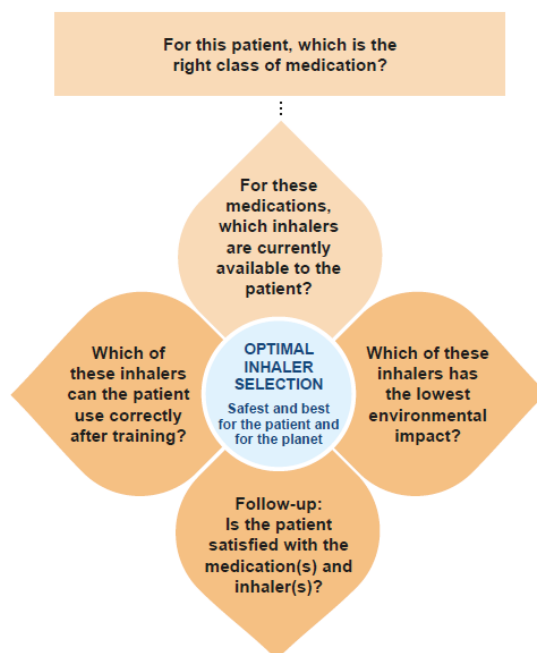 For this patient, which is the
right class of medication?
For these
medications,
which inhalers
are currently
available to the
patient?
Which of
these inhalers
can the patient
use correctly
after training?
OPTIMAL
INHALER
SELECTION
Safest and best
for the patient and
for the planet
Which of these
inhalers has
the lowest
environmental
impact?
Follow-up:
Is the patient
satisfied with the
medication(s) and
inhaler(s)?